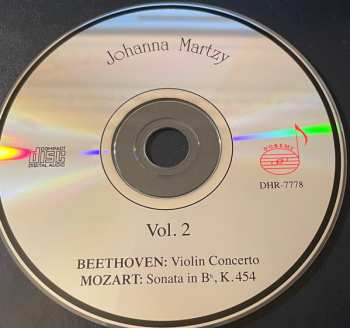 Johanna Martzy
COMPACT
disc
DIGITAL AUDIO
DOREMI
DHR-7778
Vol. 2
BEETHOVEN: Violin Concerto
MOZART: Sonata in B♭, K. 454